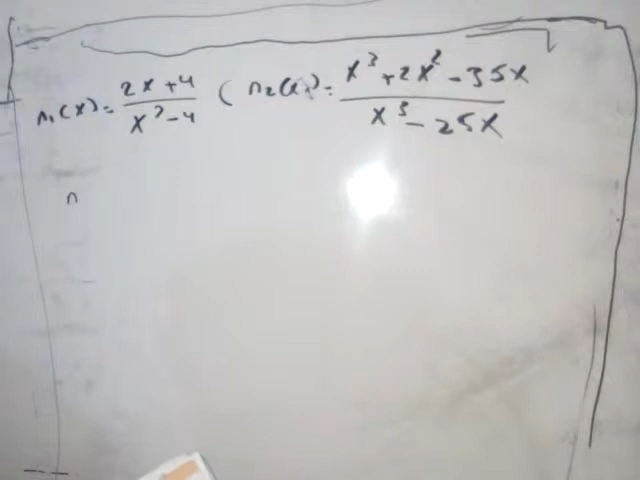 n₁(x) = (2x+4)/(x²-4) ( n₂(x) = (x³+2x²-35x)/(x³-25x)
n